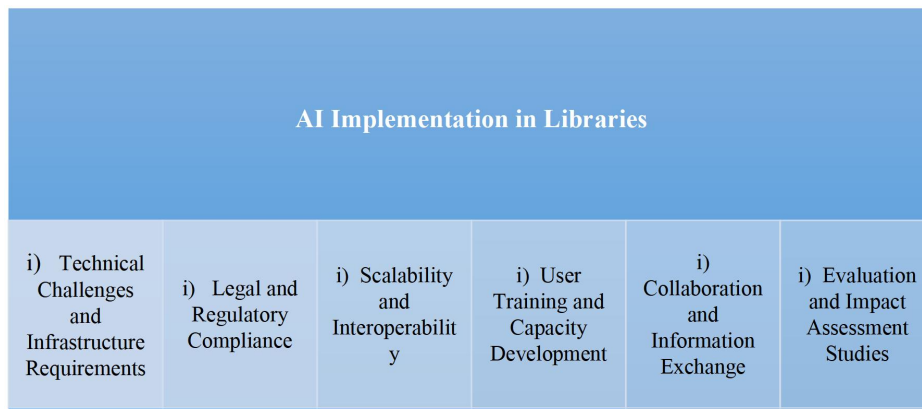 AI Implementation in Libraries
i) Technical
Challenges
and
Infrastructure
Requirements
i) Legal and
Regulatory
Compliance
i) Scalability
and
Interoperabilit
y
i) User
Training and
Capacity
Development
i)
Collaboration
and
Information
Exchange
i) Evaluation
and Impact
Assessment
Studies